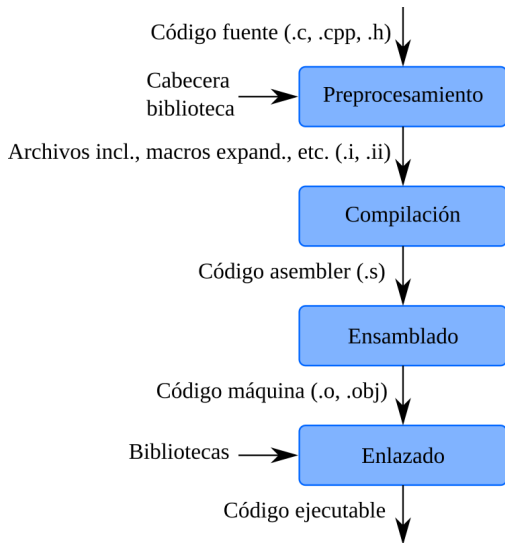 Código fuente (.c, .cpp, .h)
Cabecera
biblioteca
Preprocesamiento
Archivos incl., macros expand., etc. (.i, .ii)
Compilación
Código asembler (.s)
Ensamblado
Código máquina (.o, .obj)
Bibliotecas
Enlazado
Código ejecutable